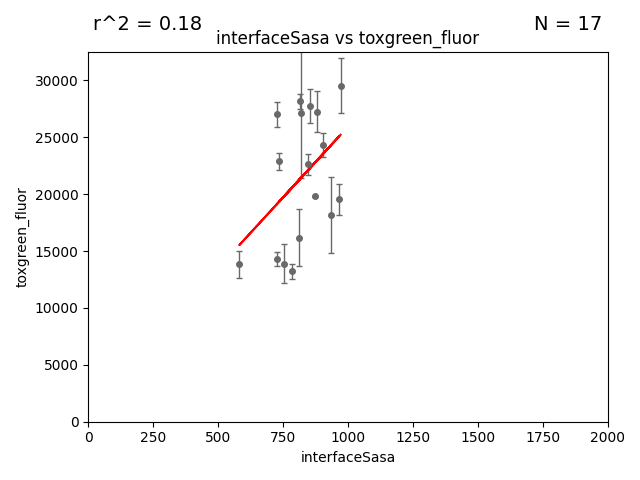 r^2 = 0.18
N = 17
interfaceSasa vs toxgreen_fluor
30000
25000
20000
15000
10000
5000
0
toxgreen_fluor
0 250 500 750 1000 1250 1500 1750 2000
interfaceSasa